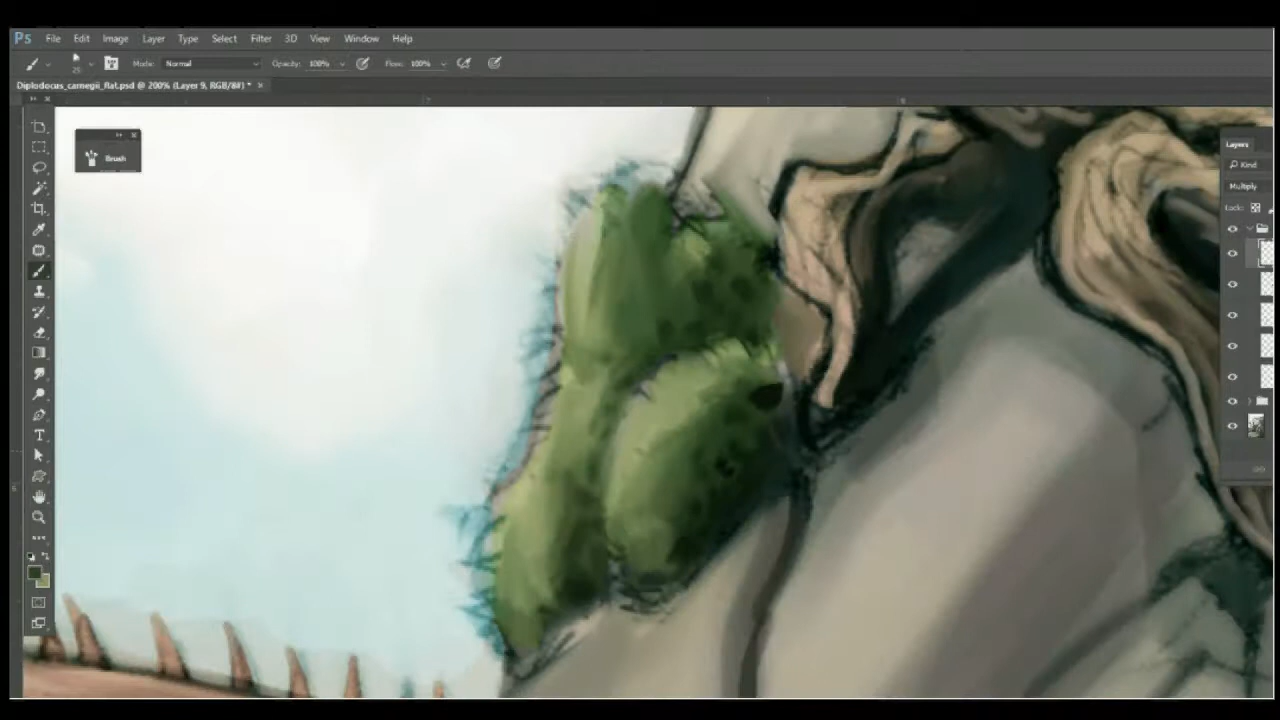 Ps File Edit Image Layer Type Select Filter 3D View Window Help
25 Mode: Normal Opacity: 100% Flow: 100%
Diplodocus_carnegii_flat.psd @ 200% (Layer 9, RGB/8#) *
Brush
Layers
Kind
Multiply
Lock: